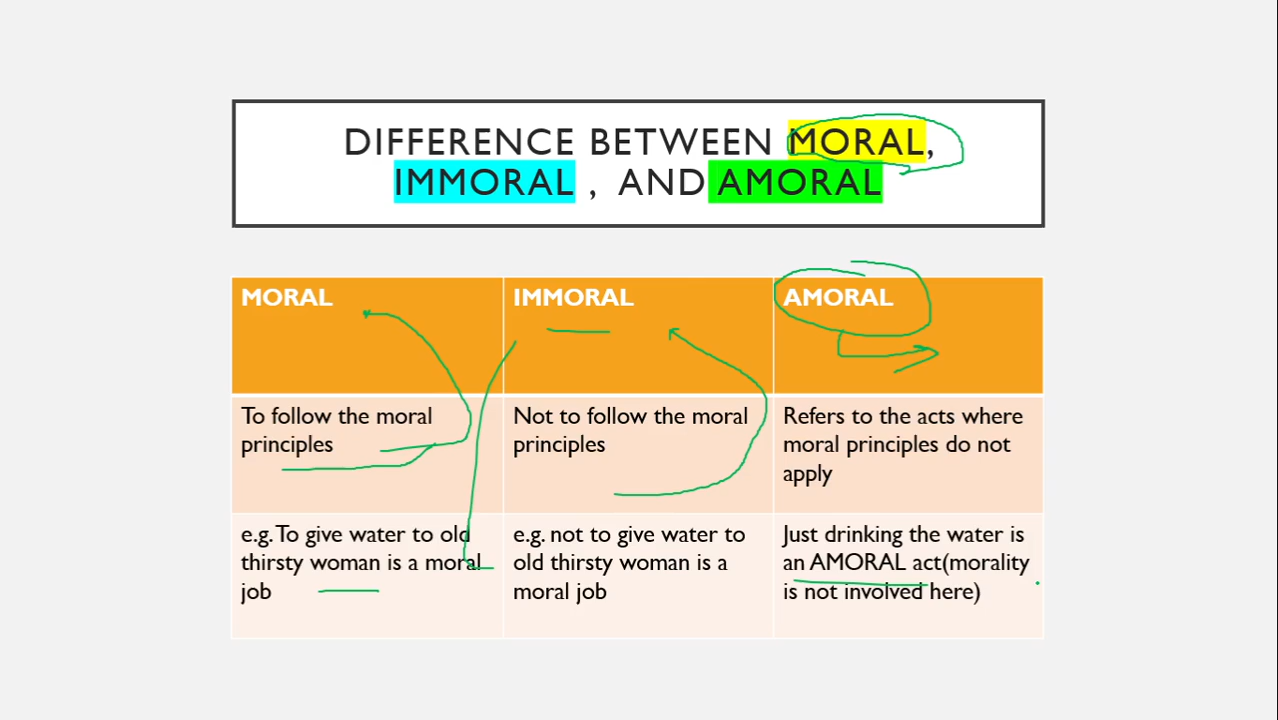 DIFFERENCE BETWEEN MORAL,
IMMORAL , AND AMORAL
MORAL
IMMORAL
AMORAL
To follow the moral
principles
Not to follow the moral
principles
Refers to the acts where
moral principles do not
apply
e.g. To give water to old
thirsty woman is a moral
job
e.g. not to give water to
old thirsty woman is a
moral job
Just drinking the water is
an AMORAL act(morality
is not involved here)